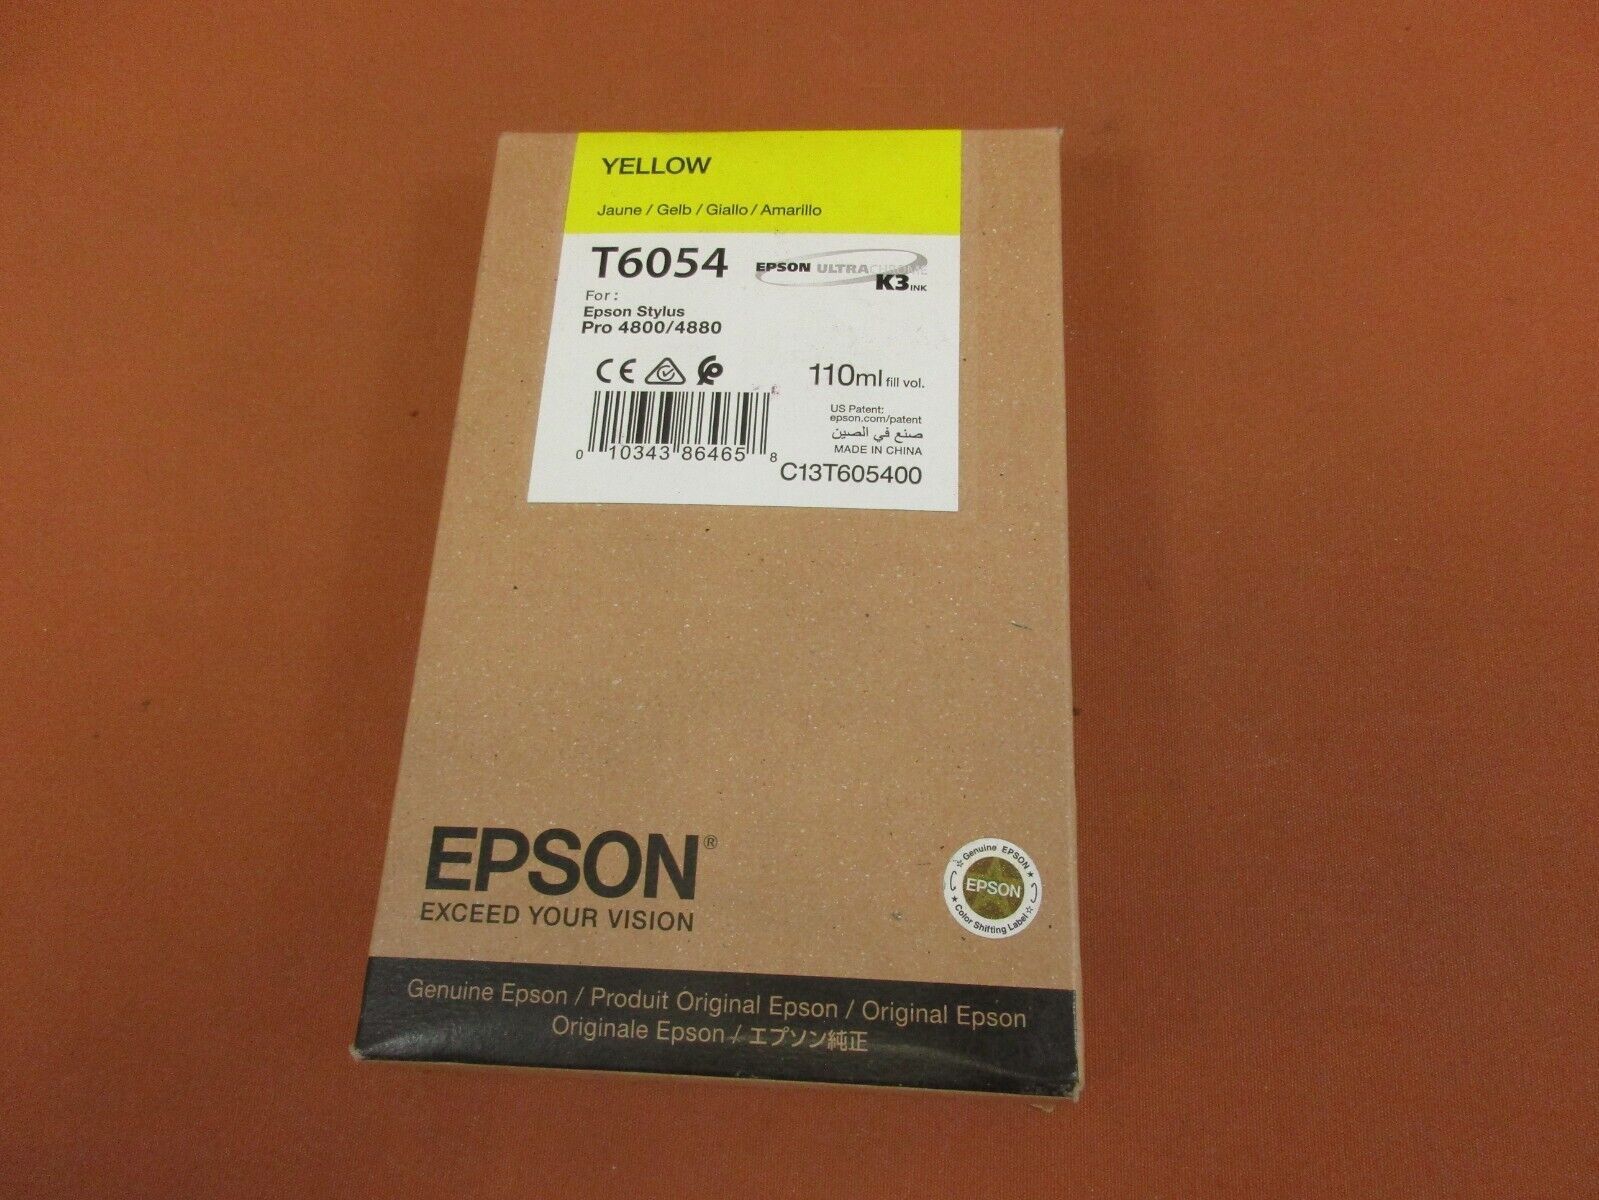 YELLOW
Jaune / Gelb / Giallo / Amarillo
T6054
EPSON ULTRACHROME
K3 INK
For :
Epson Stylus
Pro 4800/4880
CE
110ml fill vol.
US Patent:
epson.com/patent
صنع في الصين
MADE IN CHINA
0 10343 86465 8
C13T605400
EPSON®
EXCEED YOUR VISION
☆ Genuine EPSON ★
EPSON
★ Color Shifting Label ☆
Genuine Epson / Produit Original Epson / Original Epson
Originale Epson / エプソン純正